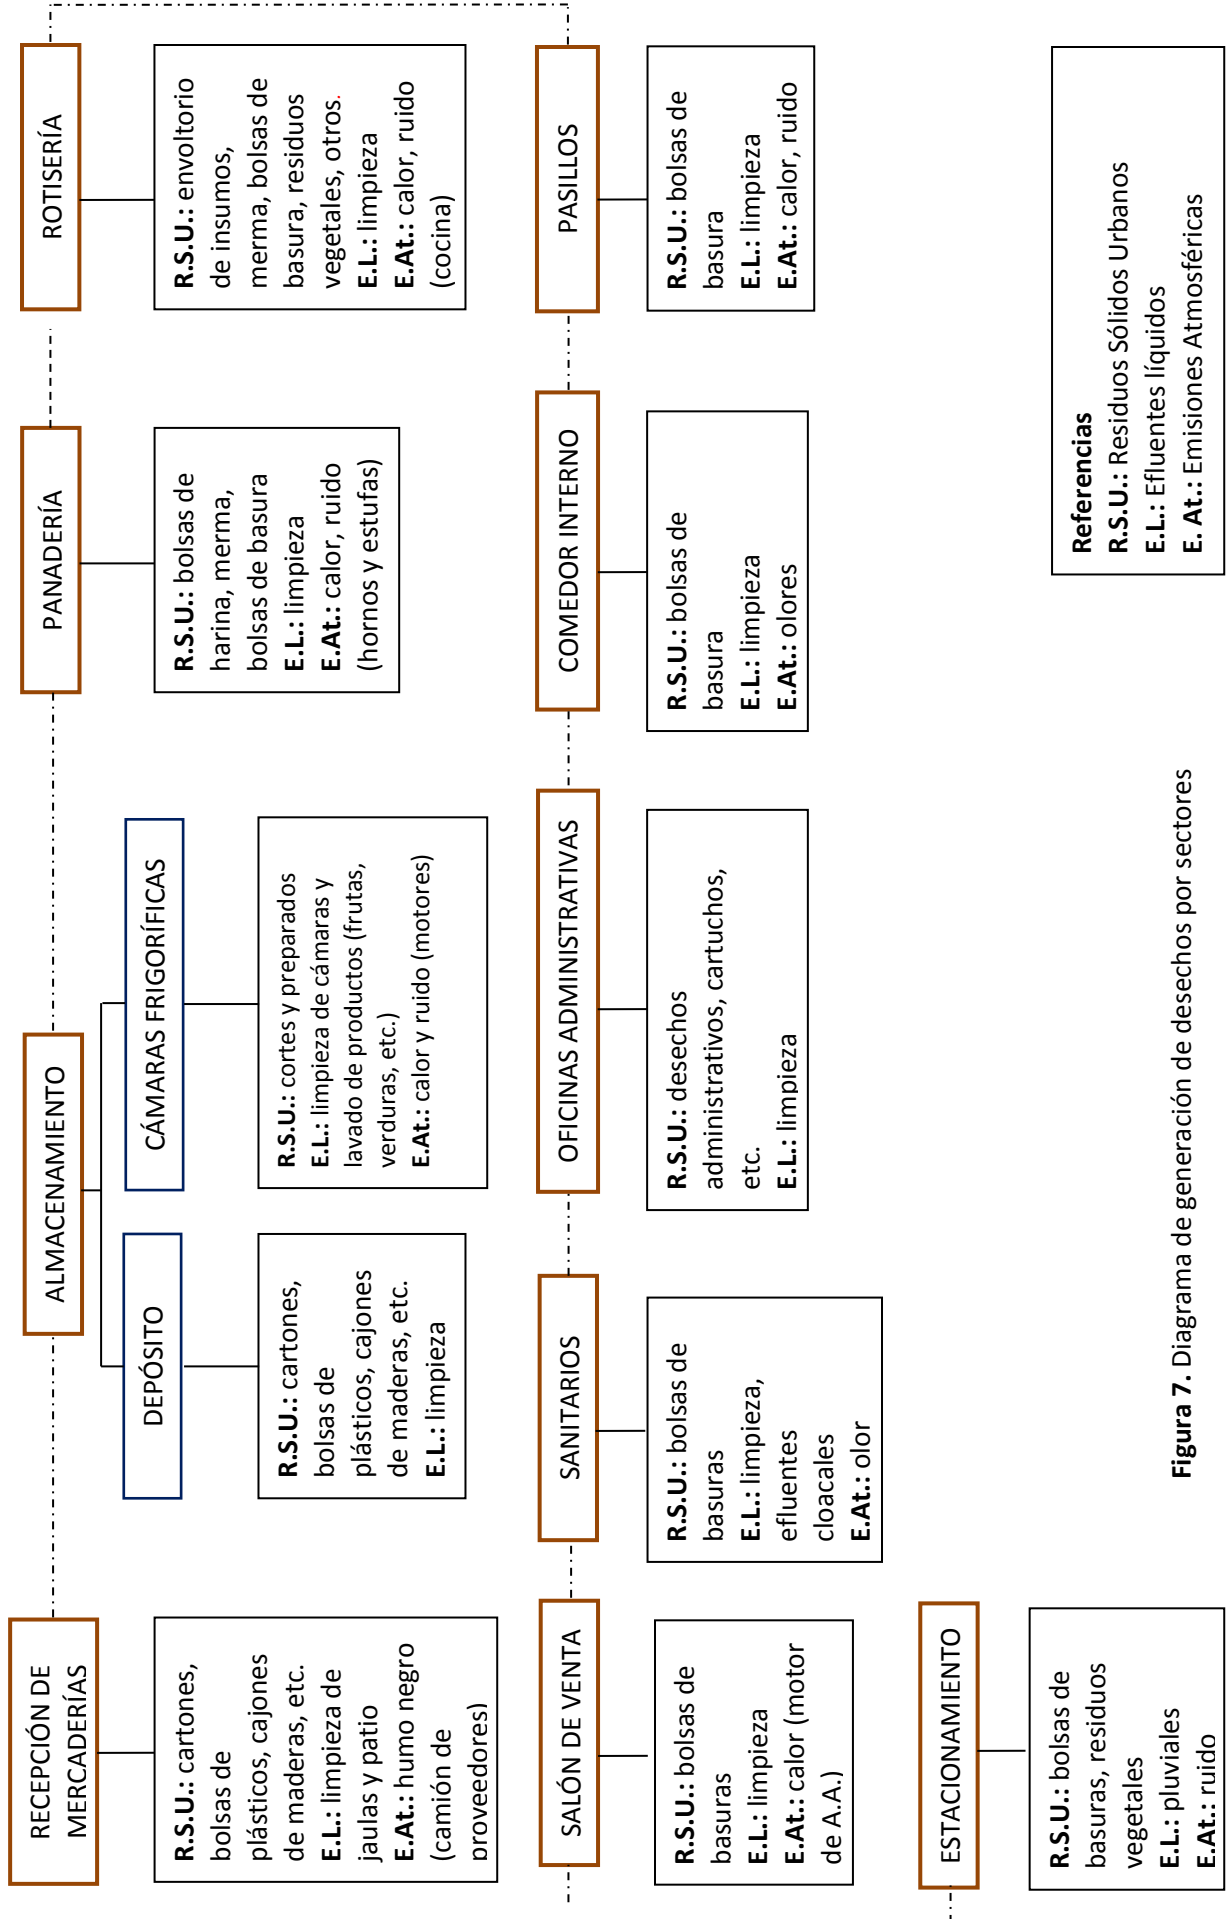 RECEPCIÓN DE
MERCADERÍAS
R.S.U.: cartones,
bolsas de
plásticos, cajones
de maderas, etc.
E.L.: limpieza de
jaulas y patio
E.At.: humo negro
(camión de
proveedores)
ALMACENAMIENTO
DEPÓSITO
R.S.U.: cartones,
bolsas de
plásticos, cajones
de maderas, etc.
E.L.: limpieza
CÁMARAS FRIGORÍFICAS
R.S.U.: cortes y preparados
E.L.: limpieza de cámaras y
lavado de productos (frutas,
verduras, etc.)
E.At.: calor y ruido (motores)
PANADERÍA
R.S.U.: bolsas de
harina, merma,
bolsas de basura
E.L.: limpieza
E.At.: calor, ruido
(hornos y estufas)
ROTISERÍA
R.S.U.: envoltorio
de insumos,
merma, bolsas de
basura, residuos
vegetales, otros.
E.L.: limpieza
E.At.: calor, ruido
(cocina)
SALÓN DE VENTA
R.S.U.: bolsas de
basuras
E.L.: limpieza
E.At.: calor (motor
de A.A.)
SANITARIOS
R.S.U.: bolsas de
basuras
E.L.: limpieza,
efluentes
cloacales
E.At.: olor
OFICINAS ADMINISTRATIVAS
R.S.U.: desechos
administrativos, cartuchos,
etc.
E.L.: limpieza
COMEDOR INTERNO
R.S.U.: bolsas de
basura
E.L.: limpieza
E.At.: olores
PASILLOS
R.S.U.: bolsas de
basura
E.L.: limpieza
E.At.: calor, ruido
ESTACIONAMIENTO
R.S.U.: bolsas de
basuras, residuos
vegetales
E.L.: pluviales
E.At.: ruido
Referencias
R.S.U.: Residuos Sólidos Urbanos
E.L.: Efluentes líquidos
E. At.: Emisiones Atmosféricas
Figura 7. Diagrama de generación de desechos por sectores